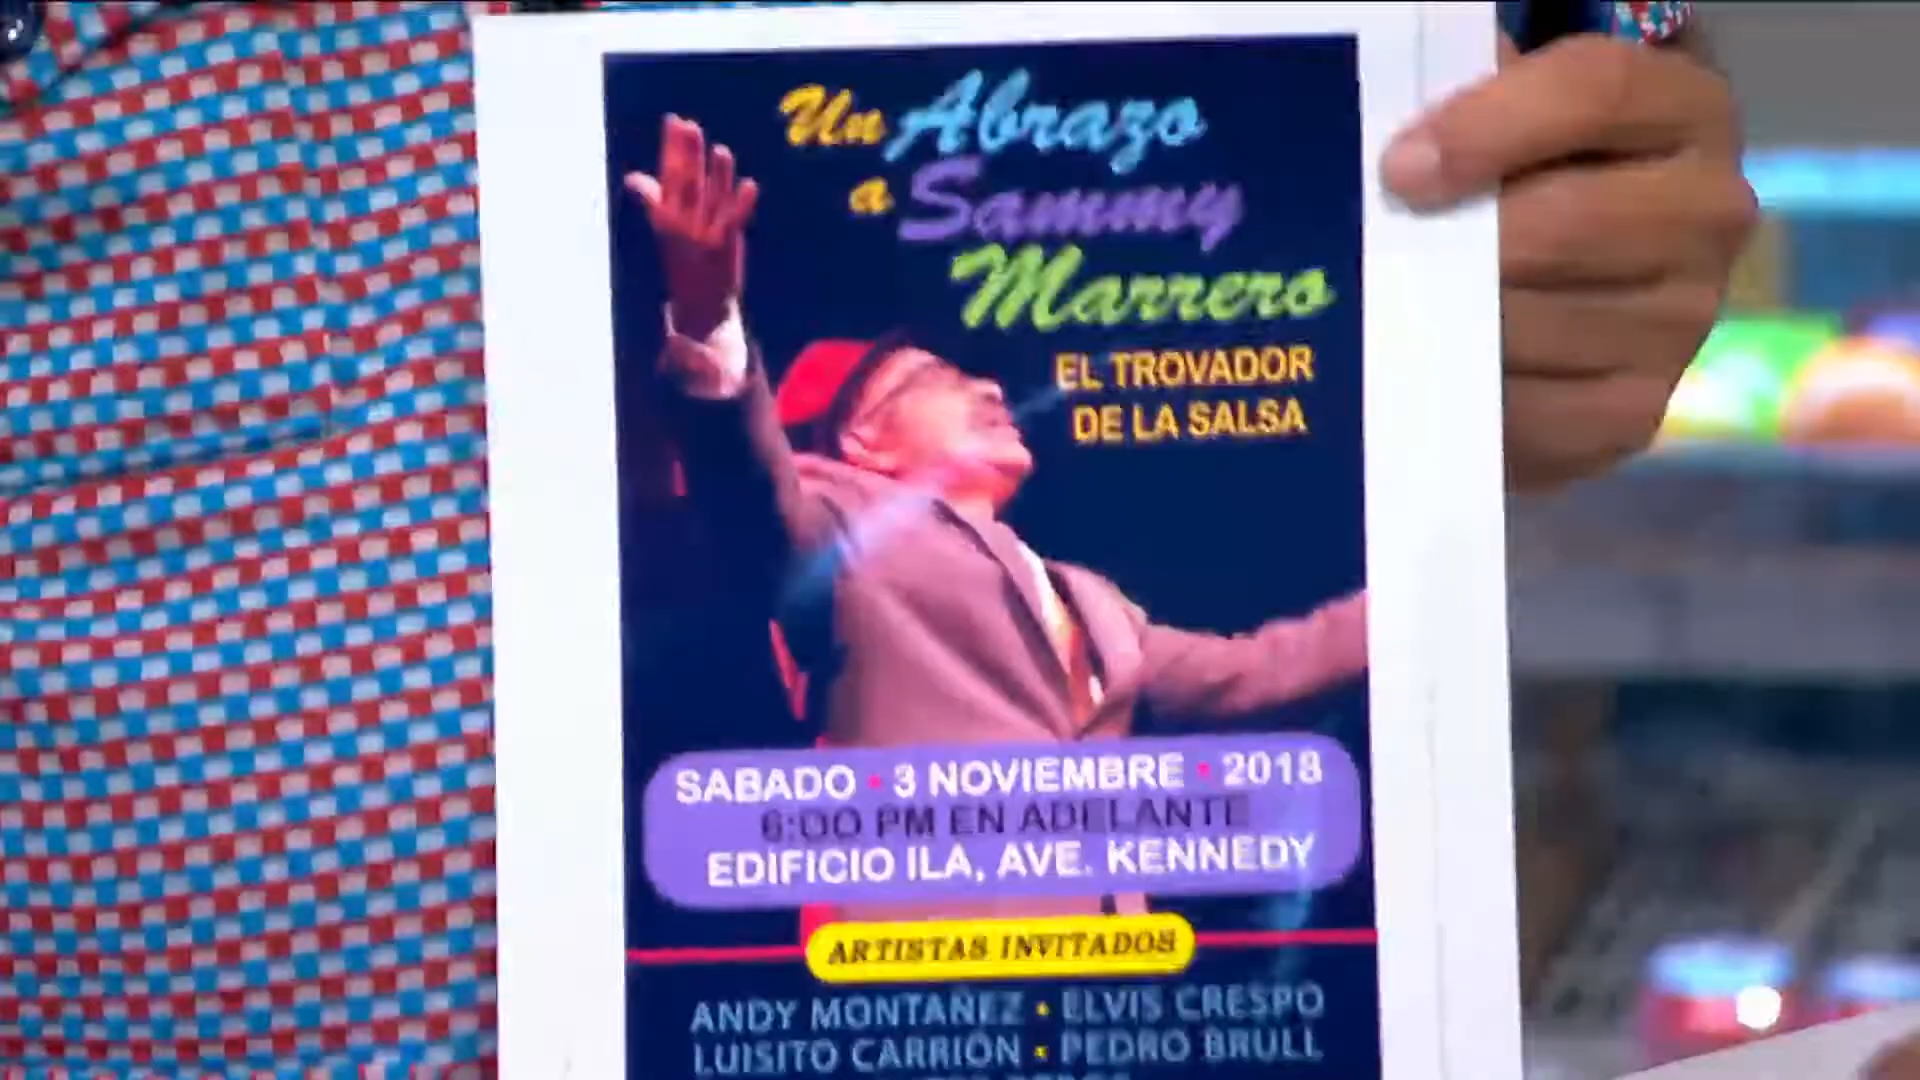 Un Abrazo
a Sammy
Marrero
EL TROVADOR
DE LA SALSA
SABADO • 3 NOVIEMBRE • 2018
6:00 PM EN ADELANTE
EDIFICIO ILA, AVE. KENNEDY
ARTISTAS INVITADOS
ANDY MONTAÑEZ • ELVIS CRESPO
LUISITO CARRIÓN • PEDRO BRULL